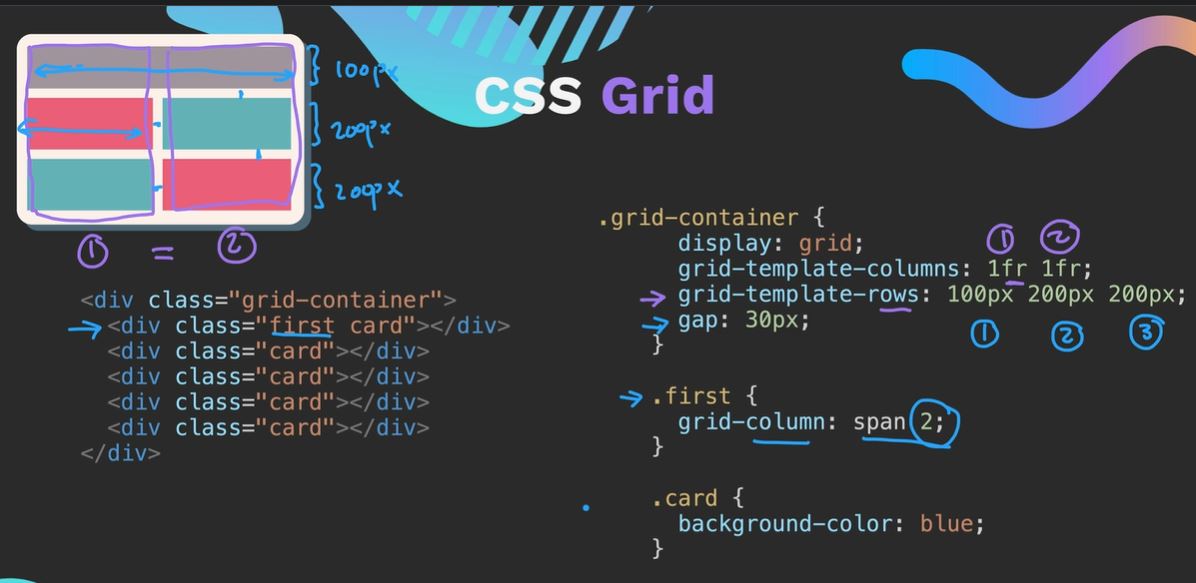 CSS Grid
100px
200px
200px
① = ②
<div class="grid-container">
<div class="first card"></div>
<div class="card"></div>
<div class="card"></div>
<div class="card"></div>
<div class="card"></div>
</div>
.grid-container {
display: grid;
① ②
grid-template-columns: 1fr 1fr;
grid-template-rows: 100px 200px 200px;
gap: 30px;
① ② ③
}
.first {
grid-column: span 2;
}
.card {
background-color: blue;
}